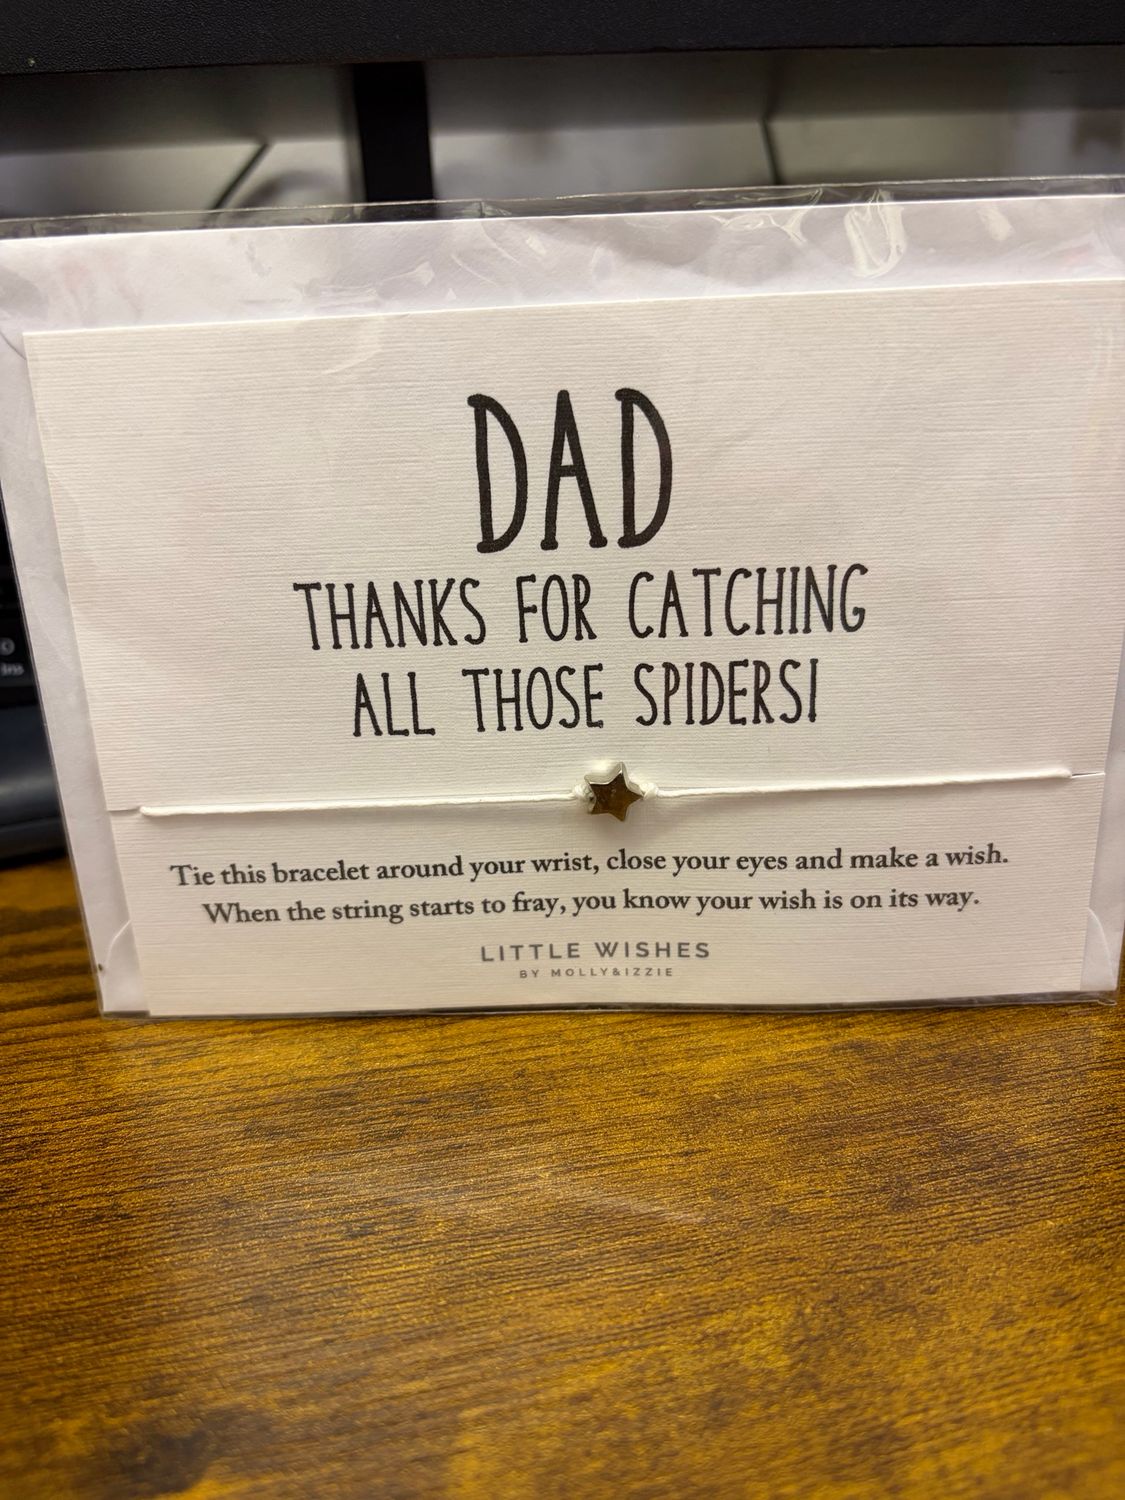 DAD
THANKS FOR CATCHING
ALL THOSE SPIDERS!
Tie this bracelet around your wrist, close your eyes and make a wish.
When the string starts to fray, you know your wish is on its way.
LITTLE WISHES
BY MOLLY&IZZIE